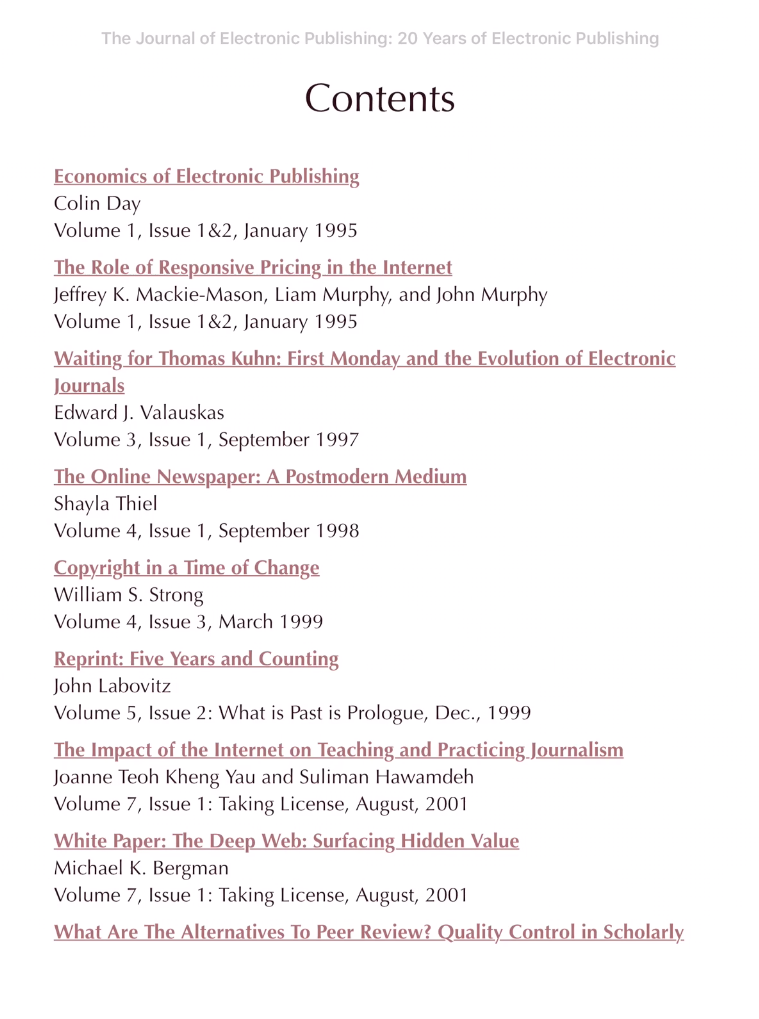 The Journal of Electronic Publishing: 20 Years of Electronic Publishing
Contents
Economics of Electronic Publishing
Colin Day
Volume 1, Issue 1&2, January 1995
The Role of Responsive Pricing in the Internet
Jeffrey K. Mackie-Mason, Liam Murphy, and John Murphy
Volume 1, Issue 1&2, January 1995
Waiting for Thomas Kuhn: First Monday and the Evolution of Electronic
Journals
Edward J. Valauskas
Volume 3, Issue 1, September 1997
The Online Newspaper: A Postmodern Medium
Shayla Thiel
Volume 4, Issue 1, September 1998
Copyright in a Time of Change
William S. Strong
Volume 4, Issue 3, March 1999
Reprint: Five Years and Counting
John Labovitz
Volume 5, Issue 2: What is Past is Prologue, Dec., 1999
The Impact of the Internet on Teaching and Practicing Journalism
Joanne Teoh Kheng Yau and Suliman Hawamdeh
Volume 7, Issue 1: Taking License, August, 2001
White Paper: The Deep Web: Surfacing Hidden Value
Michael K. Bergman
Volume 7, Issue 1: Taking License, August, 2001
What Are The Alternatives To Peer Review? Quality Control in Scholarly